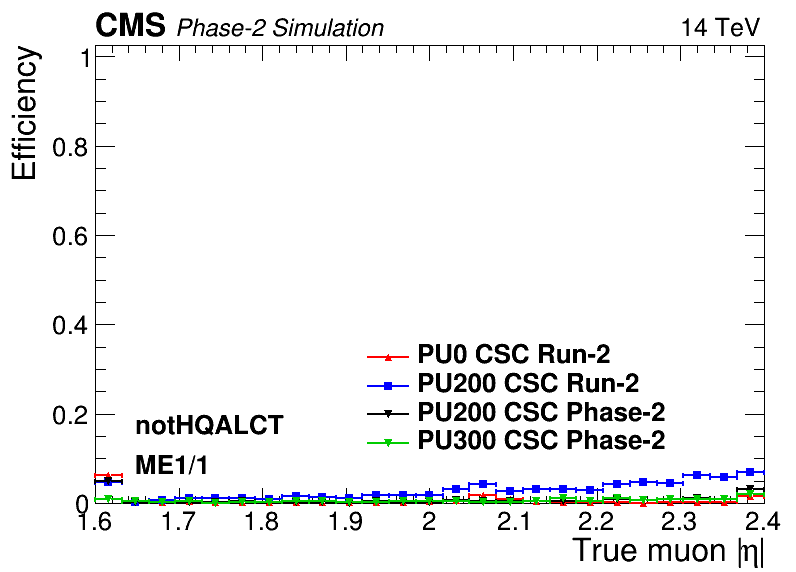 CMS Phase-2 Simulation 14 TeV
Efficiency
1
0.8
0.6
0.4
0.2
0
PU0 CSC Run-2
PU200 CSC Run-2
PU200 CSC Phase-2
PU300 CSC Phase-2
notHQALCT
ME1/1
1.6 1.7 1.8 1.9 2 2.1 2.2 2.3 2.4
True muon |η|